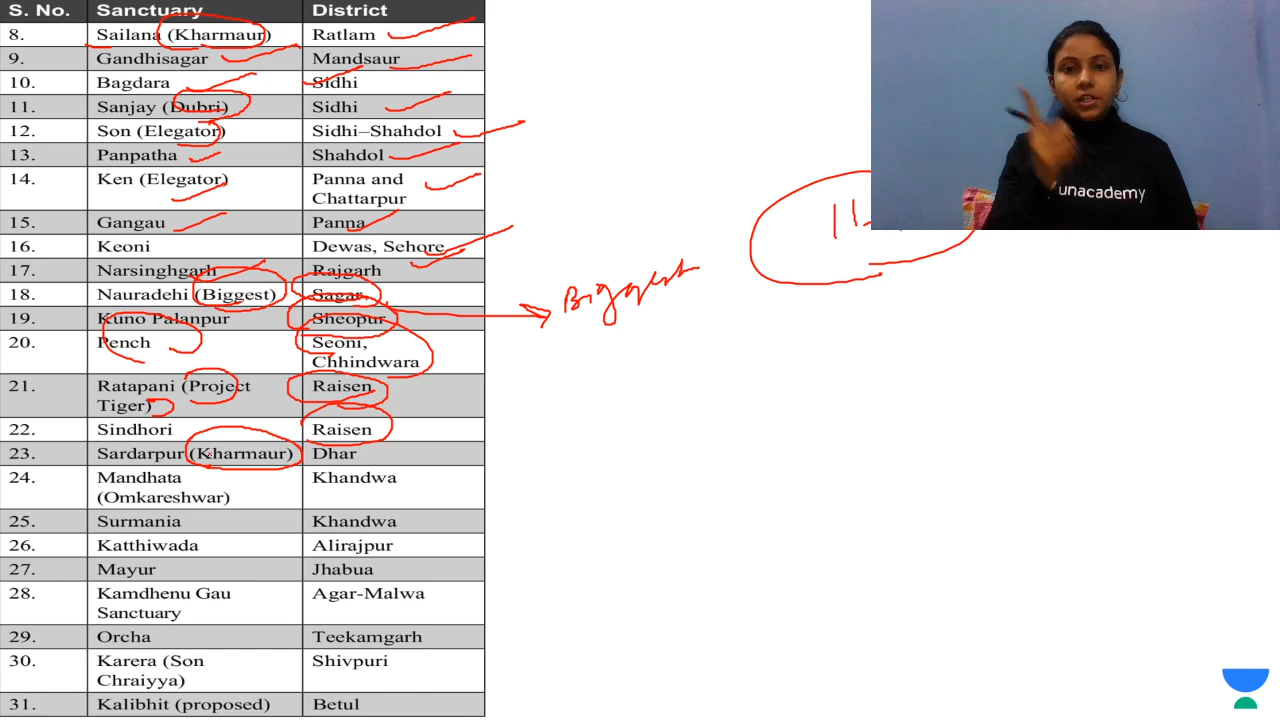 S. No. Sanctuary District
8. Sailana (Kharmaur) Ratlam
9. Gandhisagar Mandsaur
10. Bagdara Sidhi
11. Sanjay (Dubri) Sidhi
12. Son (Elegator) Sidhi–Shahdol
13. Panpatha Shahdol
14. Ken (Elegator) Panna and
Chattarpur
15. Gangau Panna
16. Keoni Dewas, Sehore
17. Narsinghgarh Rajgarh
18. Nauradehi (Biggest) Sagar,
19. Kuno Palanpur Sheopur
20. Pench Seoni,
Chhindwara
21. Ratapani (Project Raisen
Tiger)
22. Sindhori Raisen
23. Sardarpur (Kharmaur) Dhar
24. Mandhata Khandwa
(Omkareshwar)
25. Surmania Khandwa
26. Katthiwada Alirajpur
27. Mayur Jhabua
28. Kamdhenu Gau Agar-Malwa
Sanctuary
29. Orcha Teekamgarh
30. Karera (Son Shivpuri
Chraiyya)
31. Kalibhit (proposed) Betul
Biggest
11-
unacademy